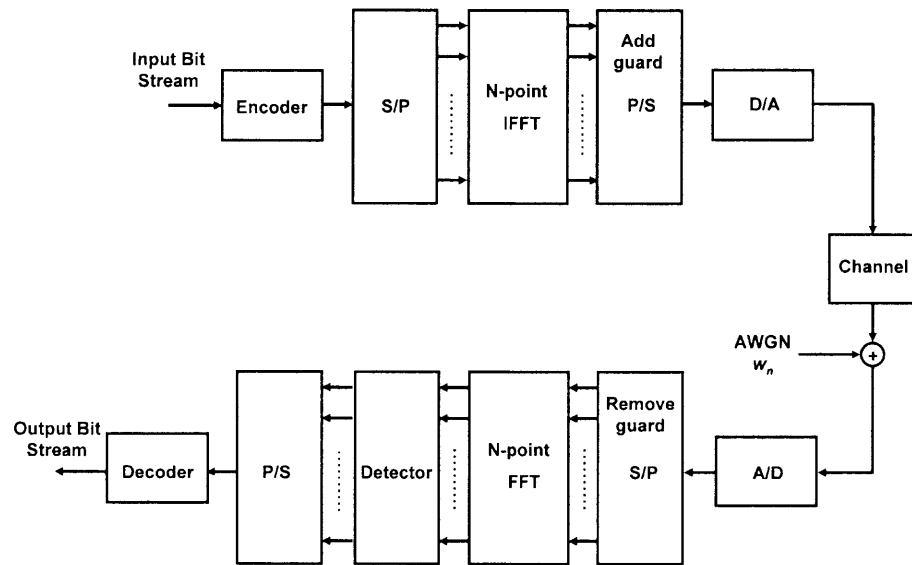 Input Bit
Stream
Encoder
S/P
N-point
IFFT
Add
guard
P/S
D/A
Channel
AWGN
wn
+
Output Bit
Stream
Decoder
P/S
Detector
N-point
FFT
Remove
guard
S/P
A/D